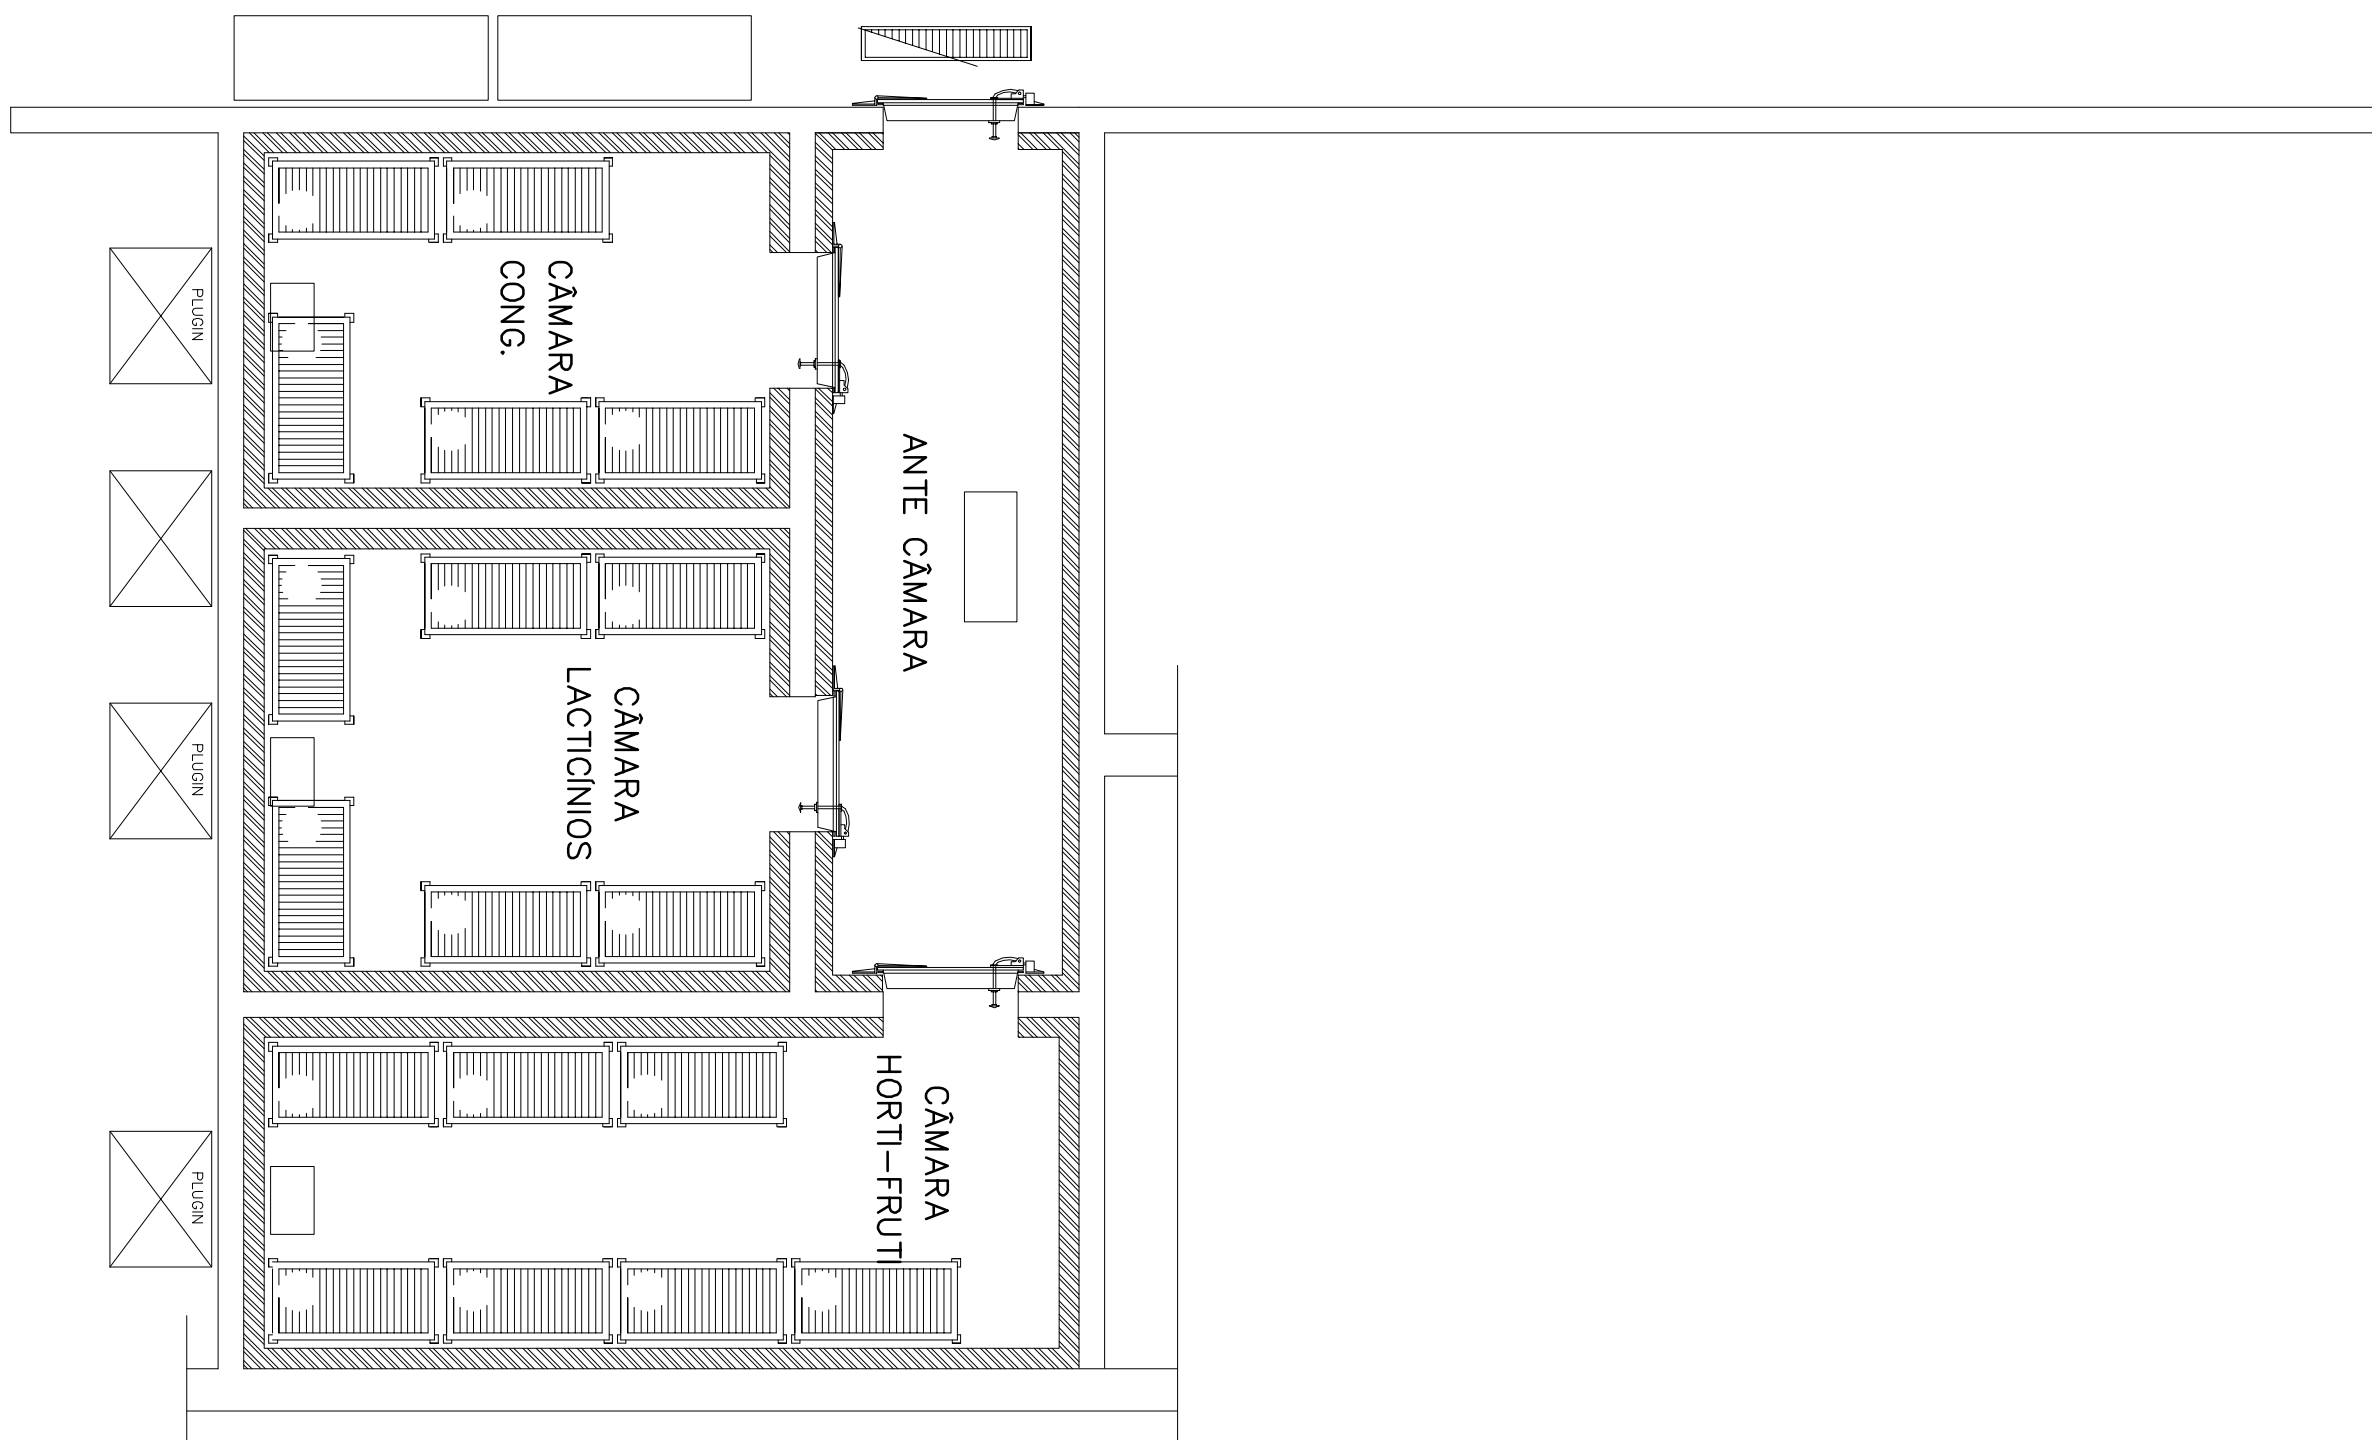 PLUGIN
CÂMARA
CONG.
ANTE CÂMARA
PLUGIN
CÂMARA
LACTICÍNIOS
PLUGIN
CÂMARA
HORTI-FRUTI